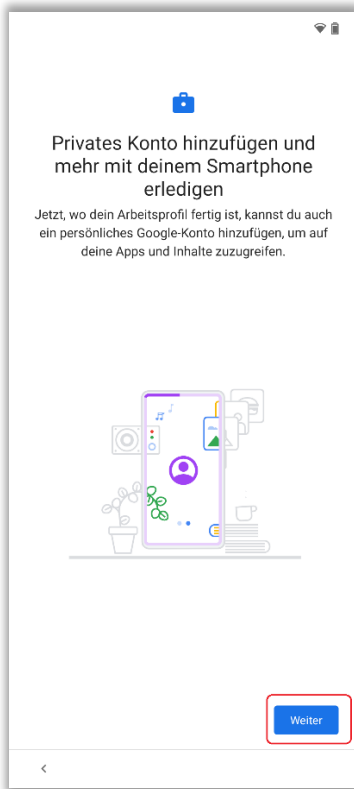 Privates Konto hinzufügen und
mehr mit deinem Smartphone
erledigen
Jetzt, wo dein Arbeitsprofil fertig ist, kannst du auch
ein persönliches Google-Konto hinzufügen, um auf
deine Apps und Inhalte zuzugreifen.
Weiter